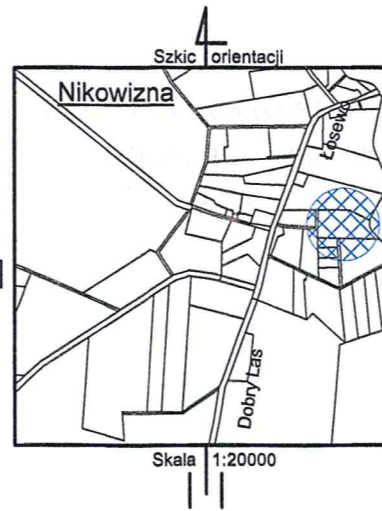 Szkic orientacji
Nikowizna
Łosewo
Dobry Las
Skala 1:20000